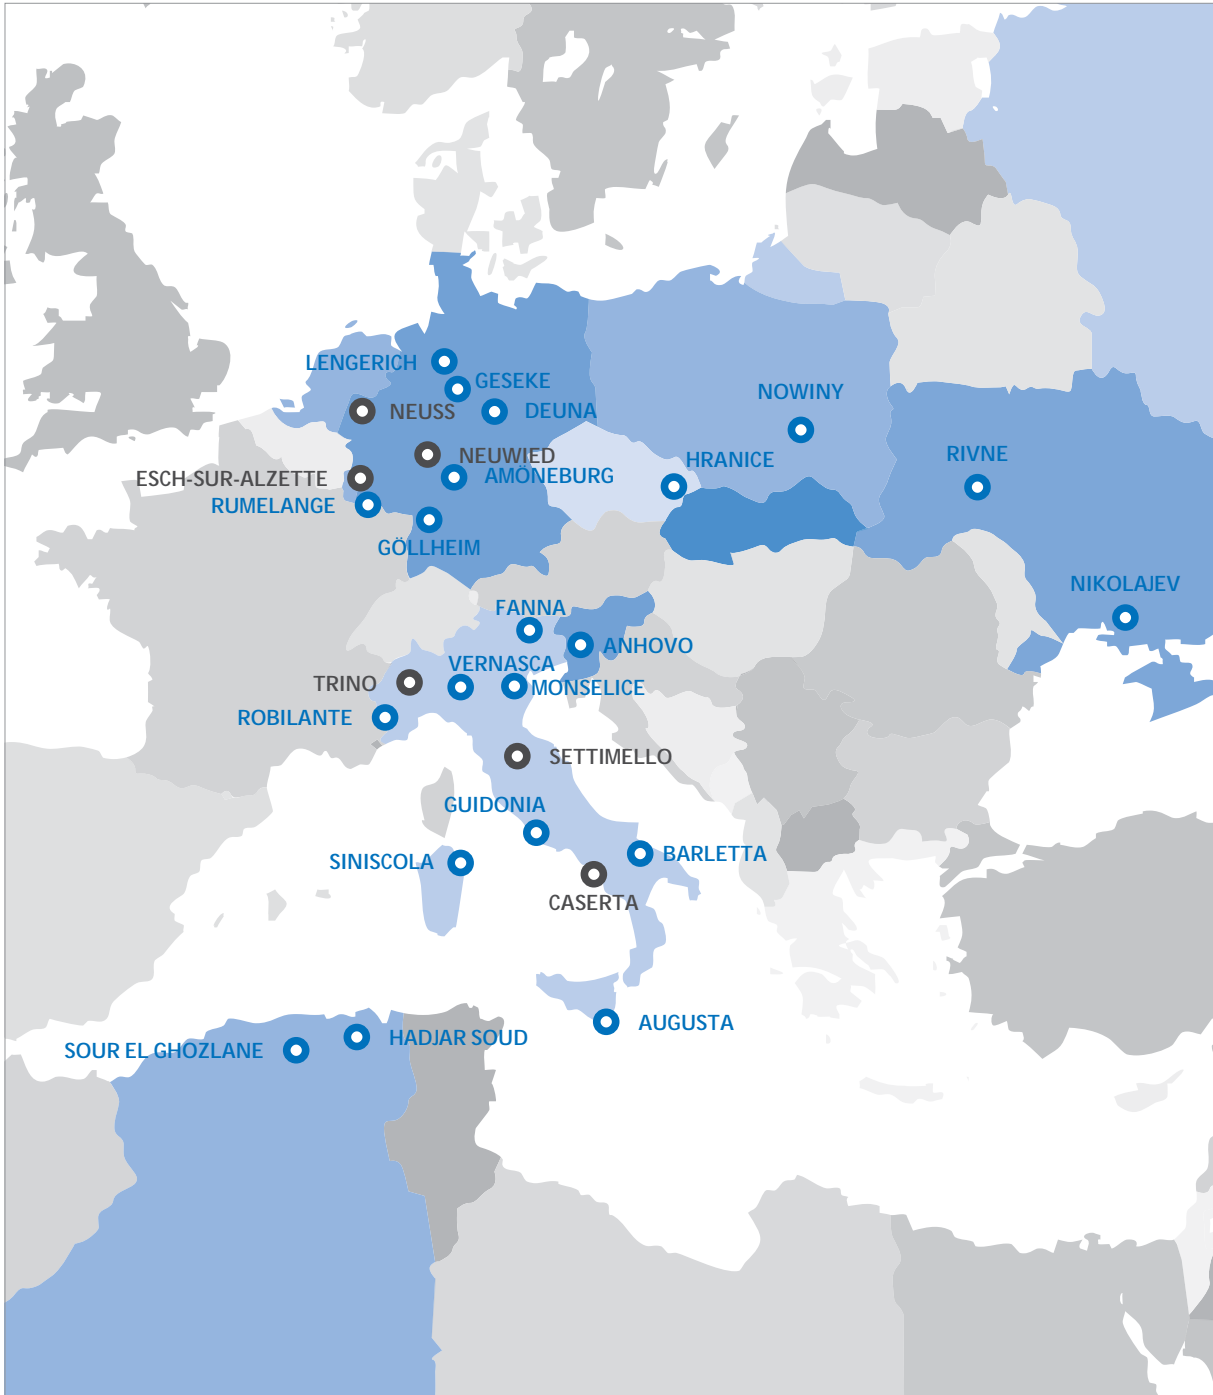 LENGERICH
GESEKE
NEUSS
DEUNA
NOWINY
NEUWIED
HRANICE
RIVNE
ESCH-SUR-ALZETTE
AMÖNEBURG
RUMELANGE
GÖLLHEIM
NIKOLAJEV
FANNA
ANHOVO
VERNASCA
TRINO
MONSELICE
ROBILANTE
SETTIMELLO
GUIDONIA
SINISCOLA
BARLETTA
CASERTA
AUGUSTA
HADJAR SOUD
SOUR EL GHOZLANE